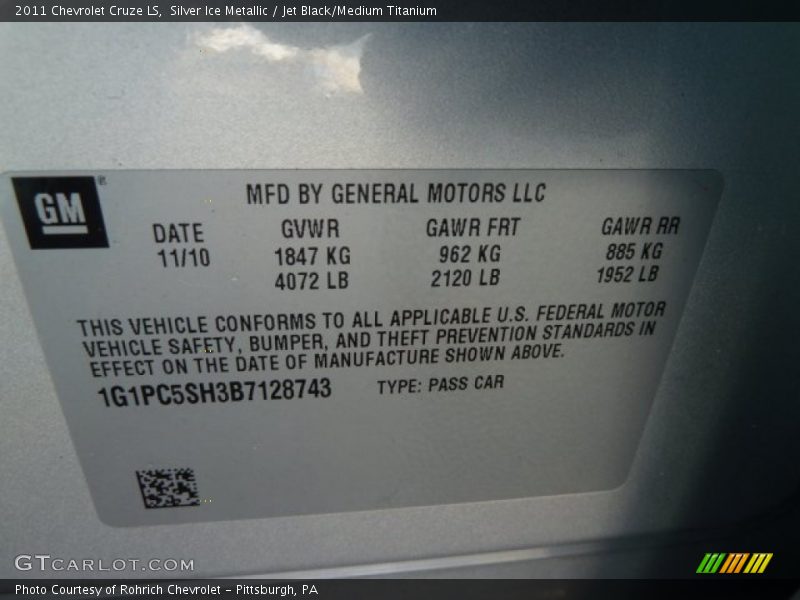 2011 Chevrolet Cruze LS, Silver Ice Metallic / Jet Black/Medium Titanium
GM
MFD BY GENERAL MOTORS LLC
DATE GVWR GAWR FRT GAWR RR
11/10 1847 KG 962 KG 885 KG
4072 LB 2120 LB 1952 LB
THIS VEHICLE CONFORMS TO ALL APPLICABLE U.S. FEDERAL MOTOR
VEHICLE SAFETY, BUMPER, AND THEFT PREVENTION STANDARDS IN
EFFECT ON THE DATE OF MANUFACTURE SHOWN ABOVE.
1G1PC5SH3B7128743 TYPE: PASS CAR
GTCARLOT.COM
Photo Courtesy of Rohrich Chevrolet – Pittsburgh, PA